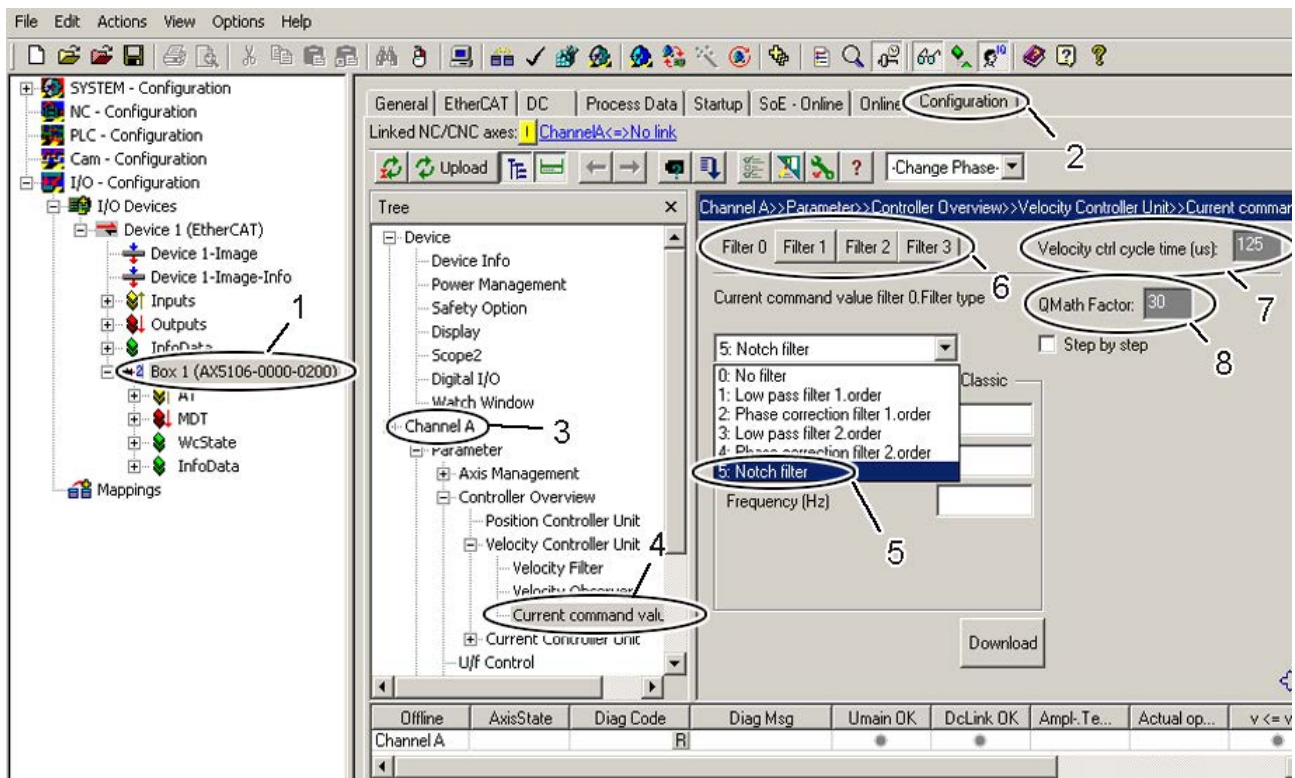 File Edit Actions View Options Help
SYSTEM - Configuration
NC - Configuration
PLC - Configuration
Cam - Configuration
I/O - Configuration
I/O Devices
Device 1 (EtherCAT)
Device 1-Image
Device 1-Image-Info
Inputs
1
Outputs
InfoData
Box 1 (AX5106-0000-0200)
AT
MDT
WcState
InfoData
Mappings
General EtherCAT DC Process Data Startup SoE - Online Online Configuration
2
Linked NC/CNC axes: ChannelA<=>No link
Upload -Change Phase-
Tree
Device
Device Info
Power Management
Safety Option
Display
Scope2
Digital I/O
Watch Window
Channel A
3
Parameter
Axis Management
Controller Overview
Position Controller Unit
Velocity Controller Unit
4
Velocity Filter
Velocity Observer
Current command valu
Current Controller Unit
U/f Control
Channel A>>Parameter>>Controller Overview>>Velocity Controller Unit>>Current comman
Filter 0 Filter 1 Filter 2 Filter 3
6
Velocity ctrl cycle time (us): 125
7
Current command value filter 0.Filter type
QMath Factor: 30
8
Step by step
5: Notch filter
Classic
0: No filter
1: Low pass filter 1.order
2: Phase correction filter 1.order
3: Low pass filter 2.order
4: Phase correction filter 2.order
5: Notch filter
5
Frequency (Hz)
Download
Offline AxisState Diag Code Diag Msg Umain OK DcLink OK Ampl-.Te... Actual op... v <= v
Channel A R